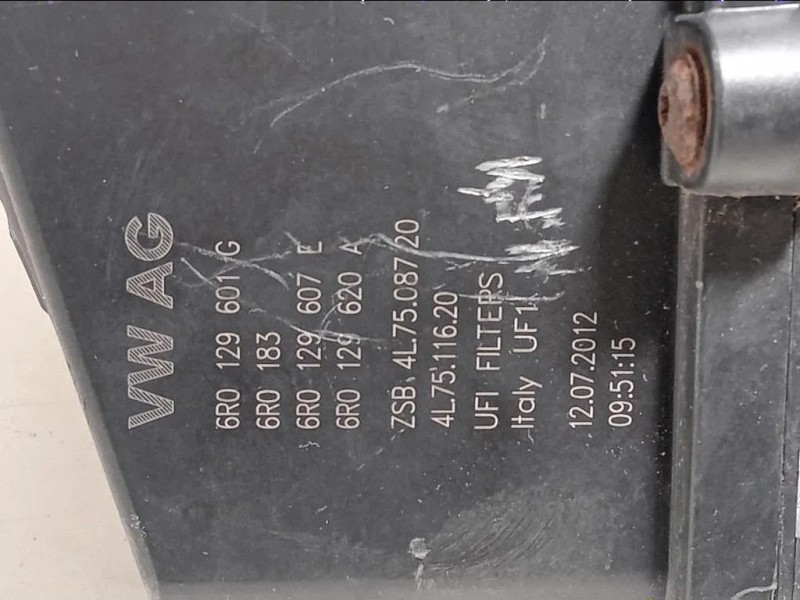 VW AG
6R0 129 601 G
6R0 183
6R0 129 607 E
6R0 129 620 A
ZSB. 4L.75.087.20
4L.75.116.20
UFI FILTERS
Italy UF1
12.07.2012
09:51:15